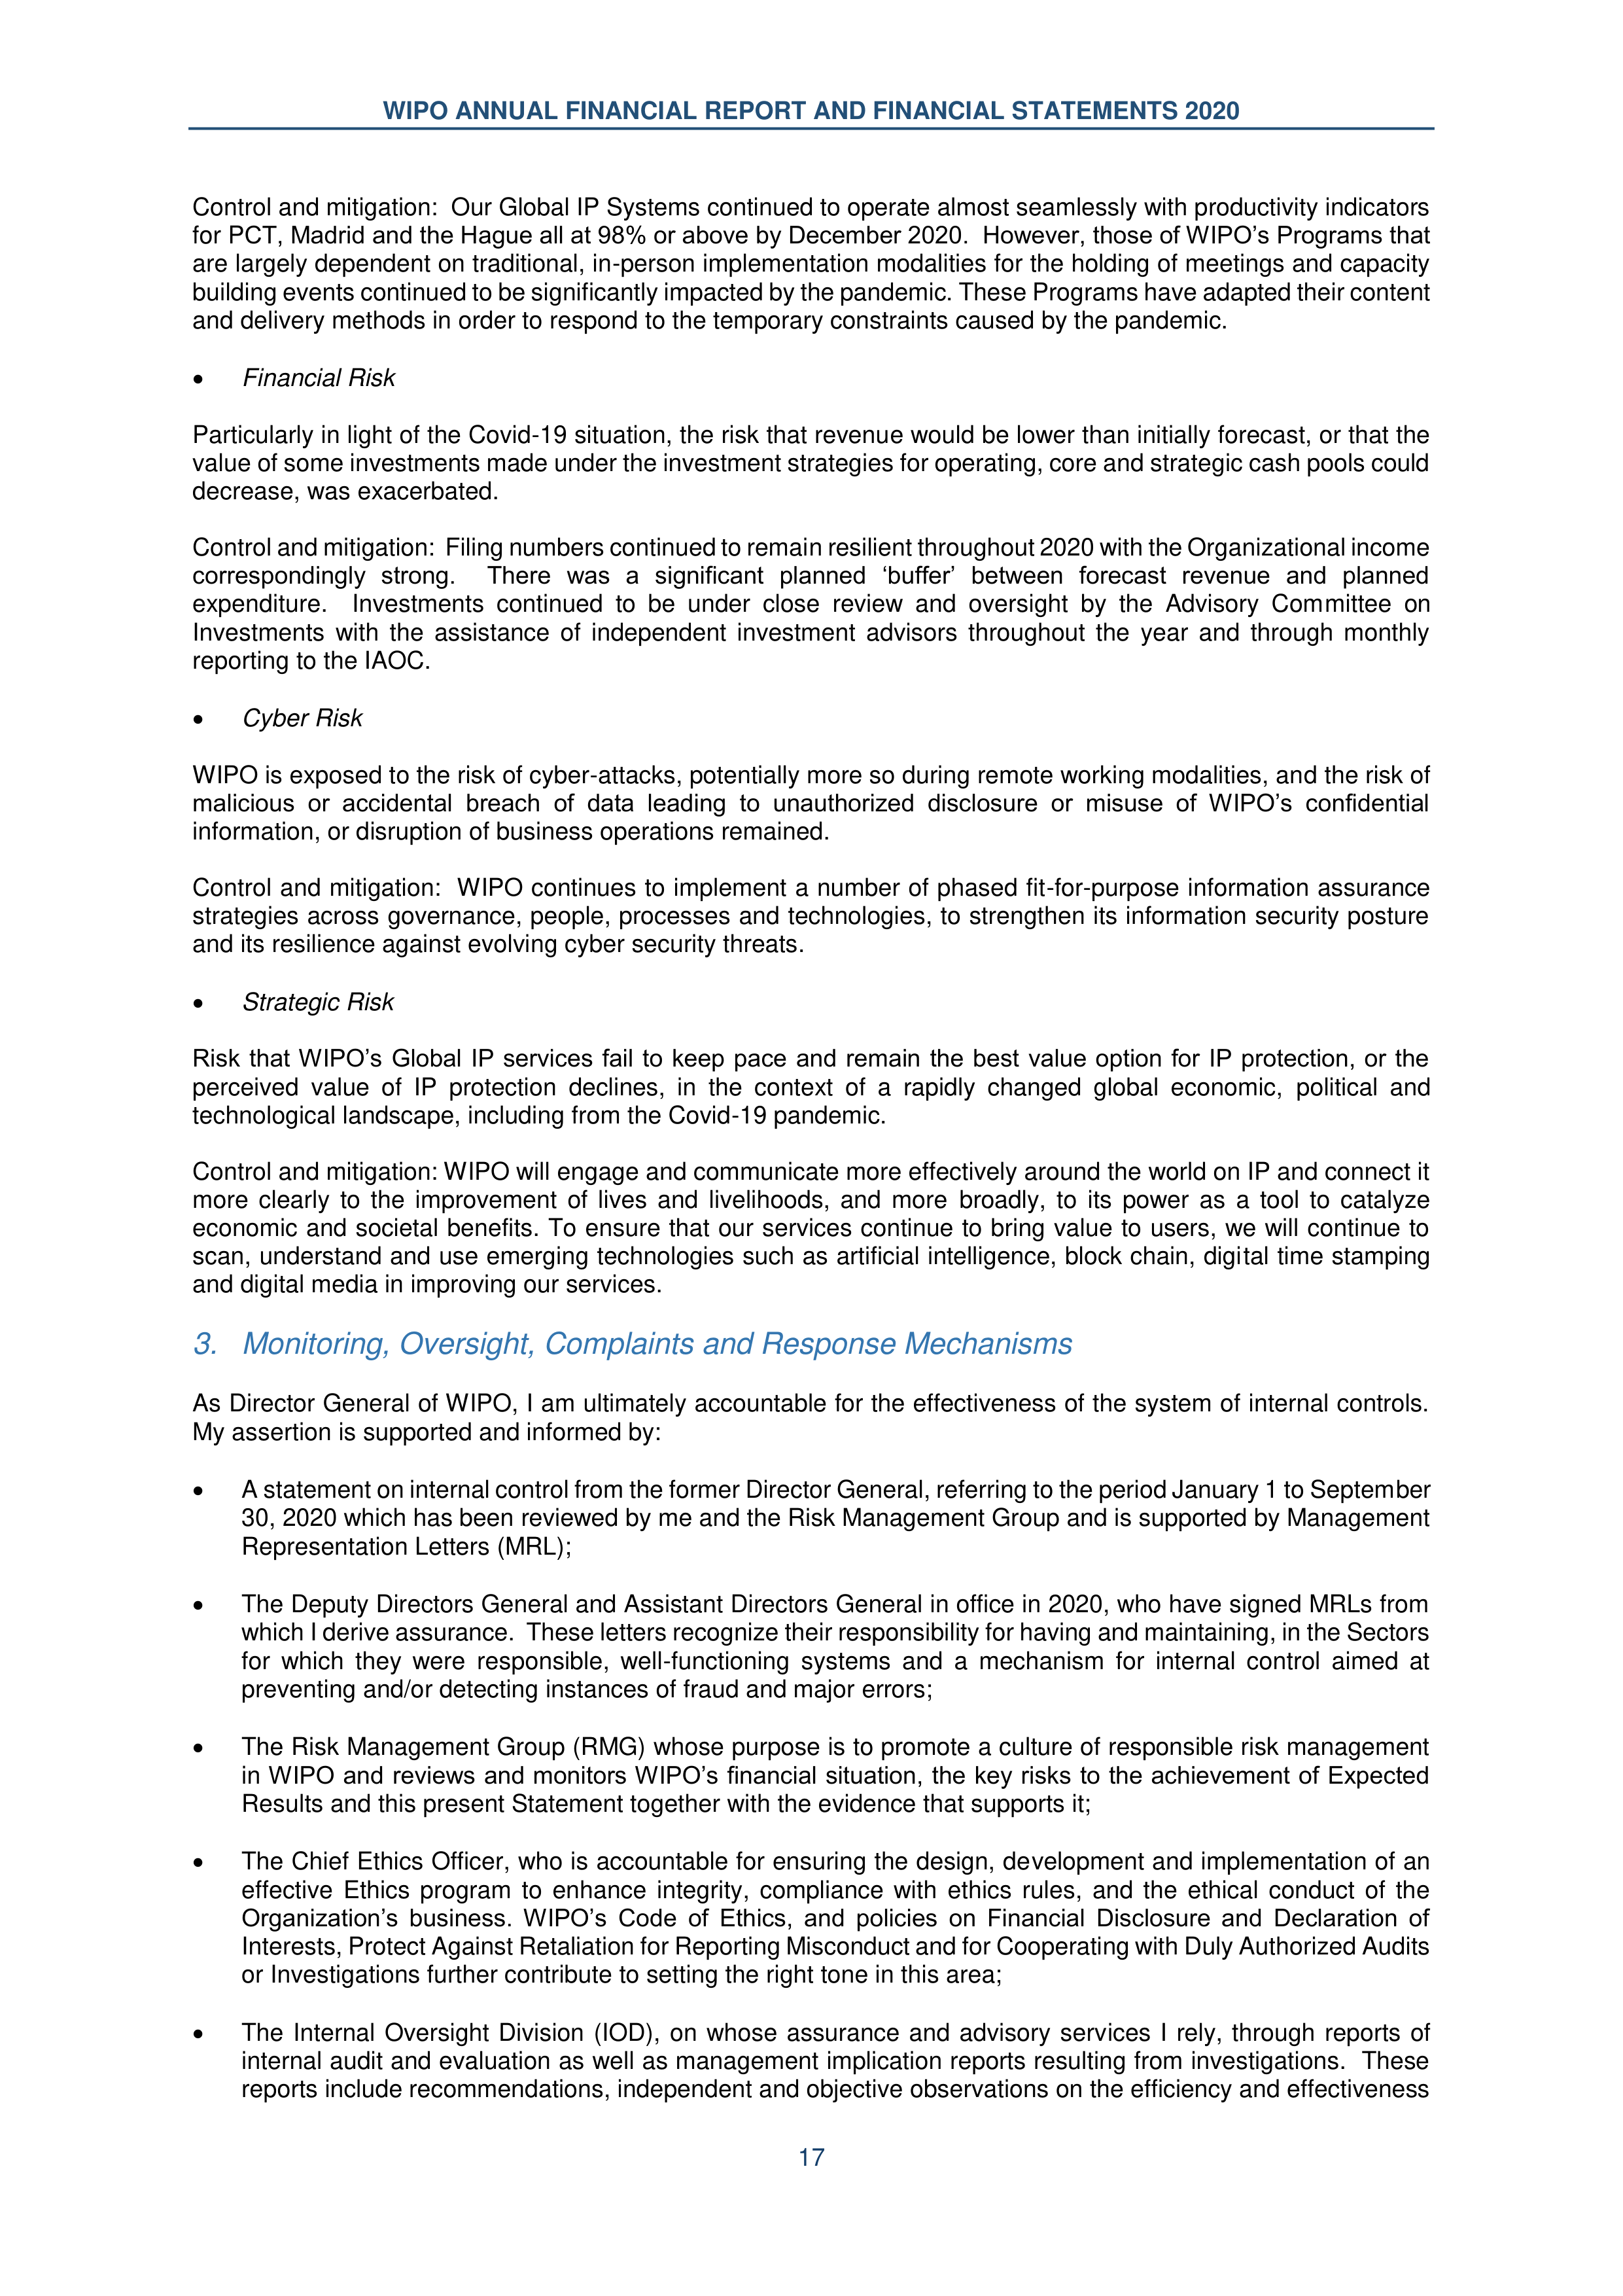 WIPO ANNUAL FINANCIAL REPORT AND FINANCIAL STATEMENTS 2020
Control and mitigation:  Our Global IP Systems continued to operate almost seamlessly with productivity indicators
for PCT, Madrid and the Hague all at 98% or above by December 2020.  However, those of WIPO’s Programs that
are largely dependent on traditional, in-person implementation modalities for the holding of meetings and capacity
building events continued to be significantly impacted by the pandemic. These Programs have adapted their content
and delivery methods in order to respond to the temporary constraints caused by the pandemic.
• Financial Risk
Particularly in light of the Covid-19 situation, the risk that revenue would be lower than initially forecast, or that the
value of some investments made under the investment strategies for operating, core and strategic cash pools could
decrease, was exacerbated.
Control and mitigation:  Filing numbers continued to remain resilient throughout 2020 with the Organizational income
correspondingly strong.  There was a significant planned ‘buffer’ between forecast revenue and planned
expenditure.  Investments continued to be under close review and oversight by the Advisory Committee on
Investments with the assistance of independent investment advisors throughout the year and through monthly
reporting to the IAOC.
• Cyber Risk
WIPO is exposed to the risk of cyber-attacks, potentially more so during remote working modalities, and the risk of
malicious or accidental breach of data leading to unauthorized disclosure or misuse of WIPO’s confidential
information, or disruption of business operations remained.
Control and mitigation:  WIPO continues to implement a number of phased fit-for-purpose information assurance
strategies across governance, people, processes and technologies, to strengthen its information security posture
and its resilience against evolving cyber security threats.
• Strategic Risk
Risk that WIPO’s Global IP services fail to keep pace and remain the best value option for IP protection, or the
perceived value of IP protection declines, in the context of a rapidly changed global economic, political and
technological landscape, including from the Covid-19 pandemic.
Control and mitigation: WIPO will engage and communicate more effectively around the world on IP and connect it
more clearly to the improvement of lives and livelihoods, and more broadly, to its power as a tool to catalyze
economic and societal benefits. To ensure that our services continue to bring value to users, we will continue to
scan, understand and use emerging technologies such as artificial intelligence, block chain, digital time stamping
and digital media in improving our services.
3. Monitoring, Oversight, Complaints and Response Mechanisms
As Director General of WIPO, I am ultimately accountable for the effectiveness of the system of internal controls.
My assertion is supported and informed by:
• A statement on internal control from the former Director General, referring to the period January 1 to September
30, 2020 which has been reviewed by me and the Risk Management Group and is supported by Management
Representation Letters (MRL);
• The Deputy Directors General and Assistant Directors General in office in 2020, who have signed MRLs from
which I derive assurance.  These letters recognize their responsibility for having and maintaining, in the Sectors
for which they were responsible, well-functioning systems and a mechanism for internal control aimed at
preventing and/or detecting instances of fraud and major errors;
• The Risk Management Group (RMG) whose purpose is to promote a culture of responsible risk management
in WIPO and reviews and monitors WIPO’s financial situation, the key risks to the achievement of Expected
Results and this present Statement together with the evidence that supports it;
• The Chief Ethics Officer, who is accountable for ensuring the design, development and implementation of an
effective Ethics program to enhance integrity, compliance with ethics rules, and the ethical conduct of the
Organization’s business. WIPO’s Code of Ethics, and policies on Financial Disclosure and Declaration of
Interests, Protect Against Retaliation for Reporting Misconduct and for Cooperating with Duly Authorized Audits
or Investigations further contribute to setting the right tone in this area;
• The Internal Oversight Division (IOD), on whose assurance and advisory services I rely, through reports of
internal audit and evaluation as well as management implication reports resulting from investigations.  These
reports include recommendations, independent and objective observations on the efficiency and effectiveness
17